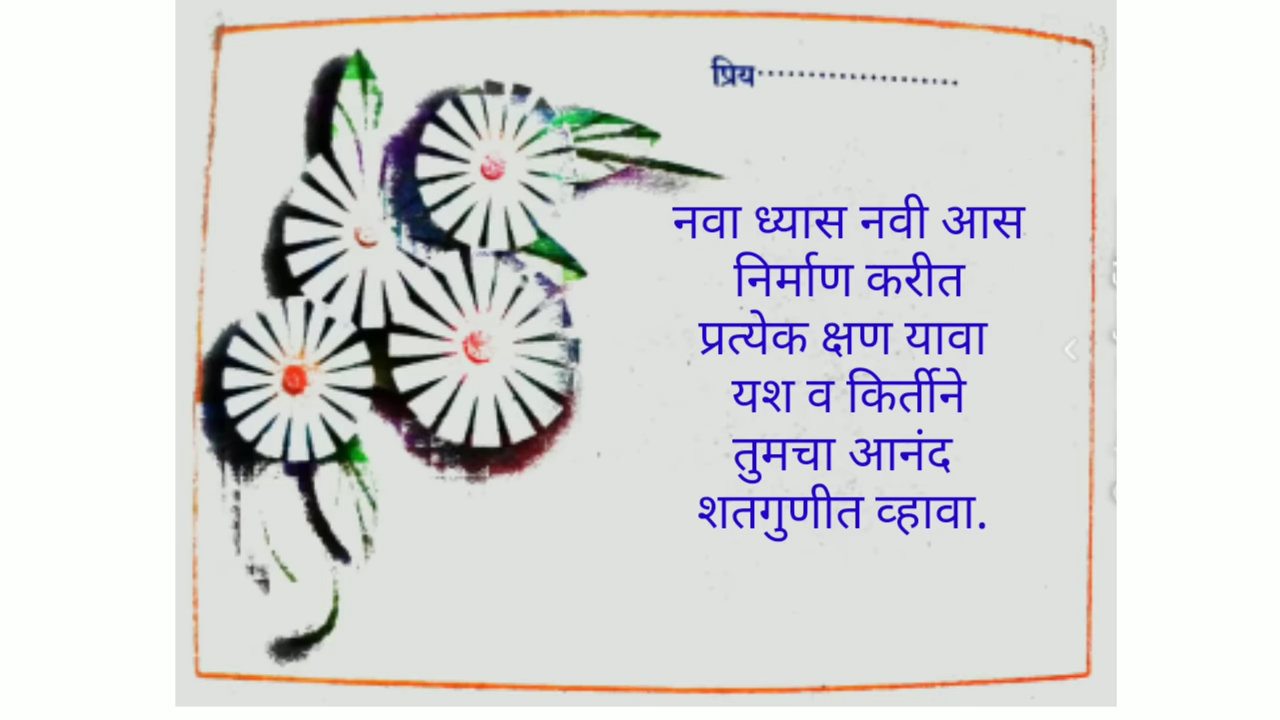 प्रिय....................
नवा ध्यास नवी आस
निर्माण करीत
प्रत्येक क्षण यावा
यश व किर्तीने
तुमचा आनंद
शतगुणीत व्हावा.